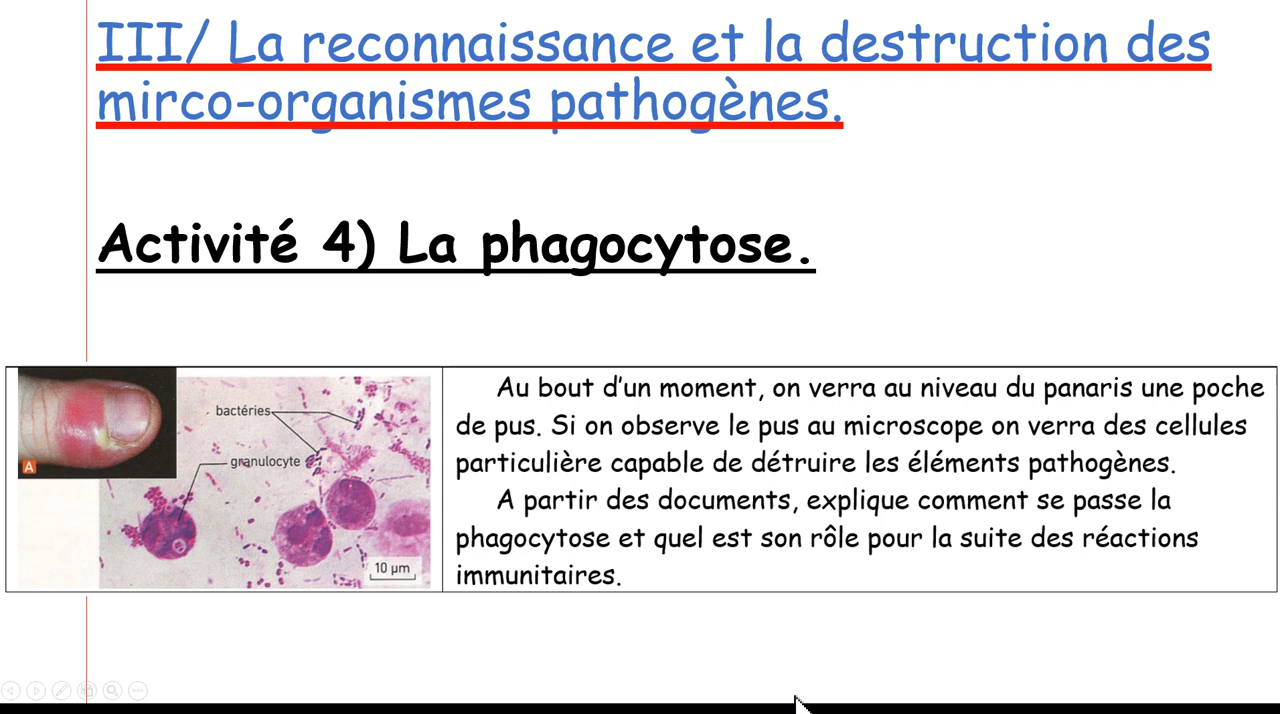 III/ La reconnaissance et la destruction des
mirco-organismes pathogènes.
Activité 4) La phagocytose.
A
bactéries
granulocyte
10 µm
Au bout d'un moment, on verra au niveau du panaris une poche
de pus. Si on observe le pus au microscope on verra des cellules
particulière capable de détruire les éléments pathogènes.
A partir des documents, explique comment se passe la
phagocytose et quel est son rôle pour la suite des réactions
immunitaires.